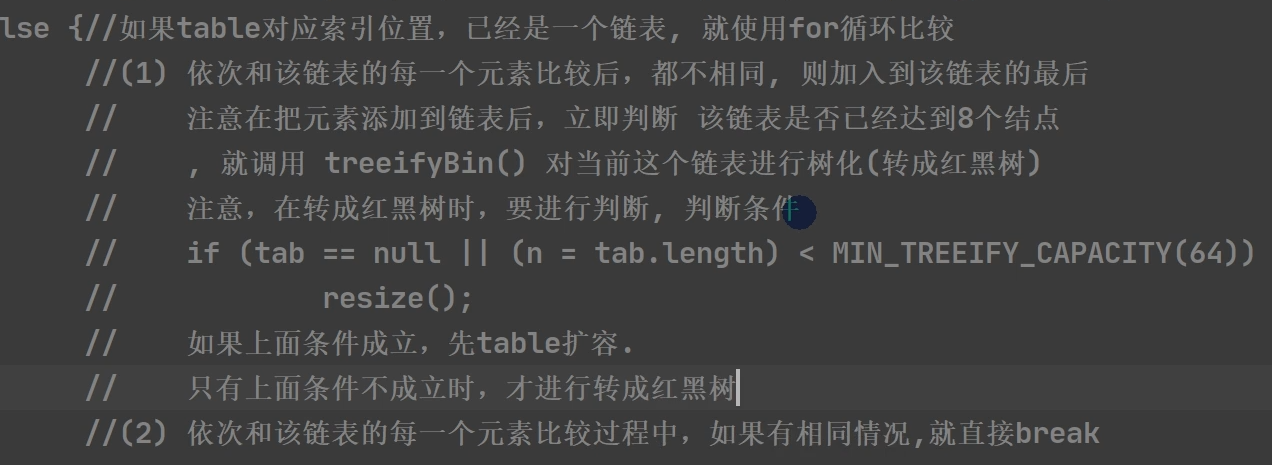 lse {//如果table对应索引位置，已经是一个链表, 就使用for循环比较
//(1) 依次和该链表的每一个元素比较后，都不相同, 则加入到该链表的最后
// 注意在把元素添加到链表后，立即判断 该链表是否已经达到8个结点
// , 就调用 treeifyBin() 对当前这个链表进行树化(转成红黑树)
// 注意，在转成红黑树时，要进行判断, 判断条件
// if (tab == null || (n = tab.length) < MIN_TREEIFY_CAPACITY(64))
// resize();
// 如果上面条件成立，先table扩容.
// 只有上面条件不成立时，才进行转成红黑树
//(2) 依次和该链表的每一个元素比较过程中，如果有相同情况,就直接break